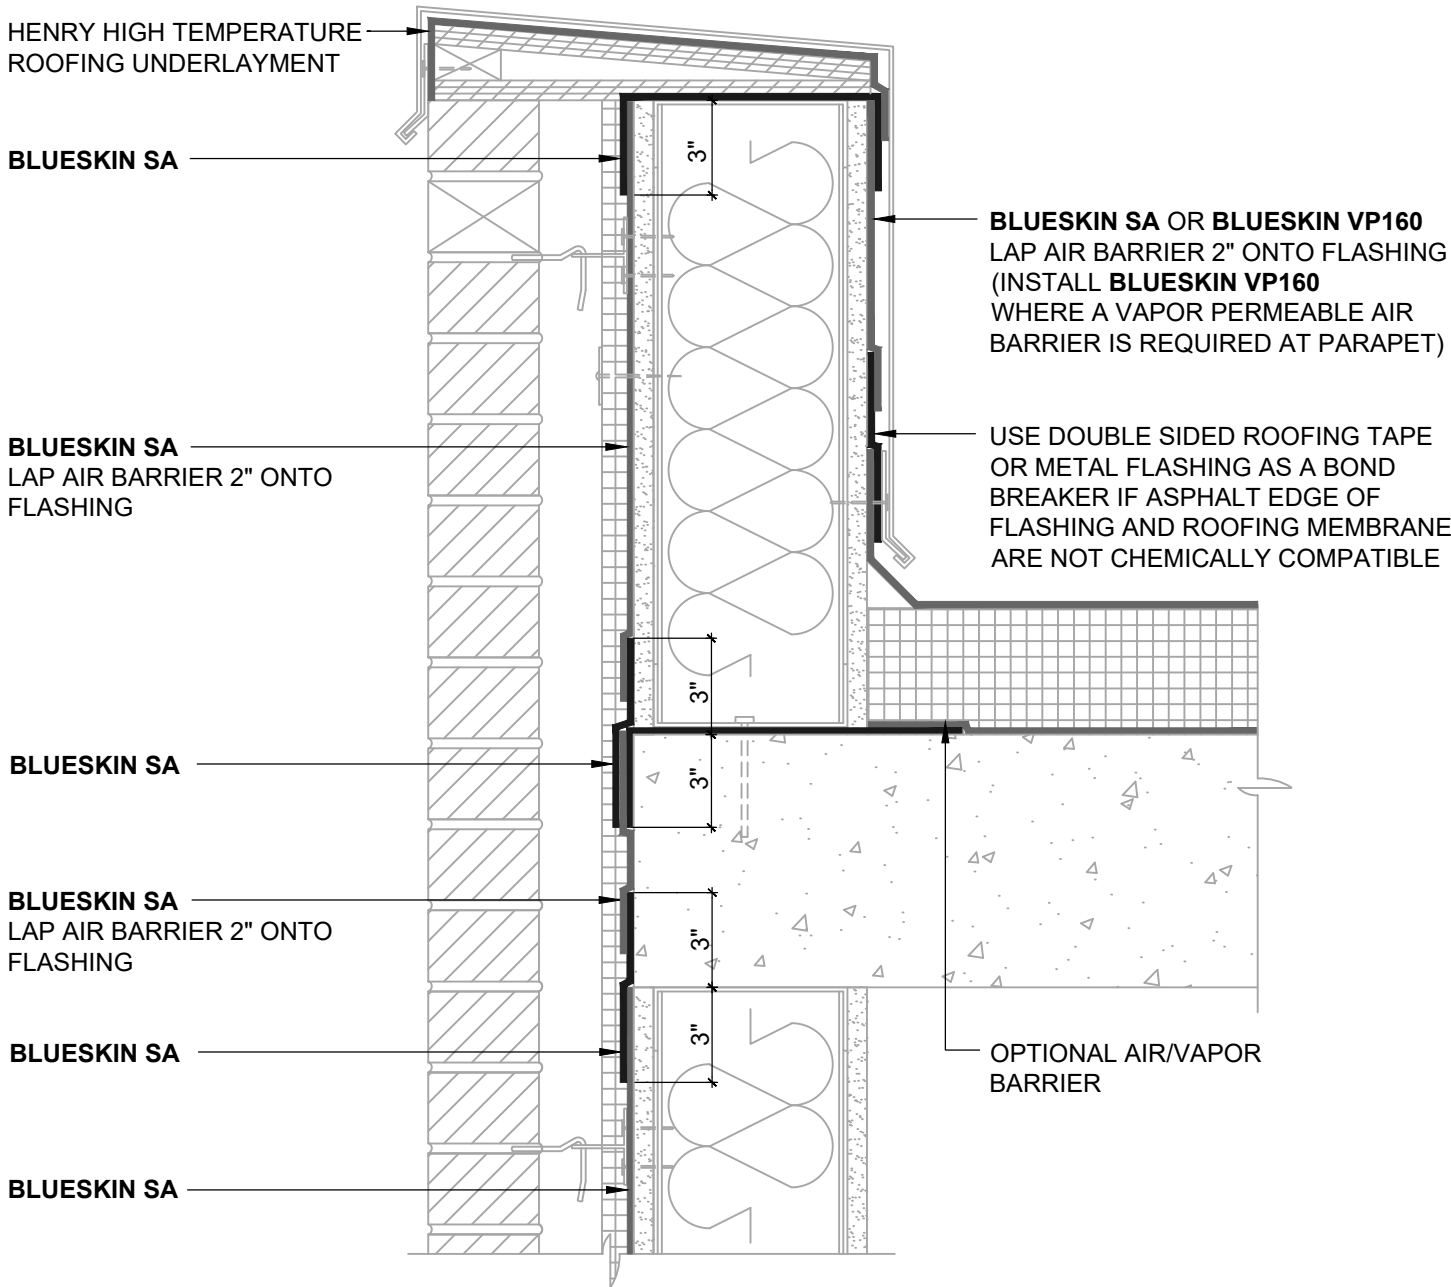 HENRY HIGH TEMPERATURE
ROOFING UNDERLAYMENT
BLUESKIN SA
3"
BLUESKIN SA OR BLUESKIN VP160
LAP AIR BARRIER 2" ONTO FLASHING
(INSTALL BLUESKIN VP160
WHERE A VAPOR PERMEABLE AIR
BARRIER IS REQUIRED AT PARAPET)
BLUESKIN SA
LAP AIR BARRIER 2" ONTO
FLASHING
USE DOUBLE SIDED ROOFING TAPE
OR METAL FLASHING AS A BOND
BREAKER IF ASPHALT EDGE OF
FLASHING AND ROOFING MEMBRANE
ARE NOT CHEMICALLY COMPATIBLE
3"
BLUESKIN SA
3"
BLUESKIN SA
LAP AIR BARRIER 2" ONTO
FLASHING
3"
BLUESKIN SA
3"
OPTIONAL AIR/VAPOR
BARRIER
BLUESKIN SA